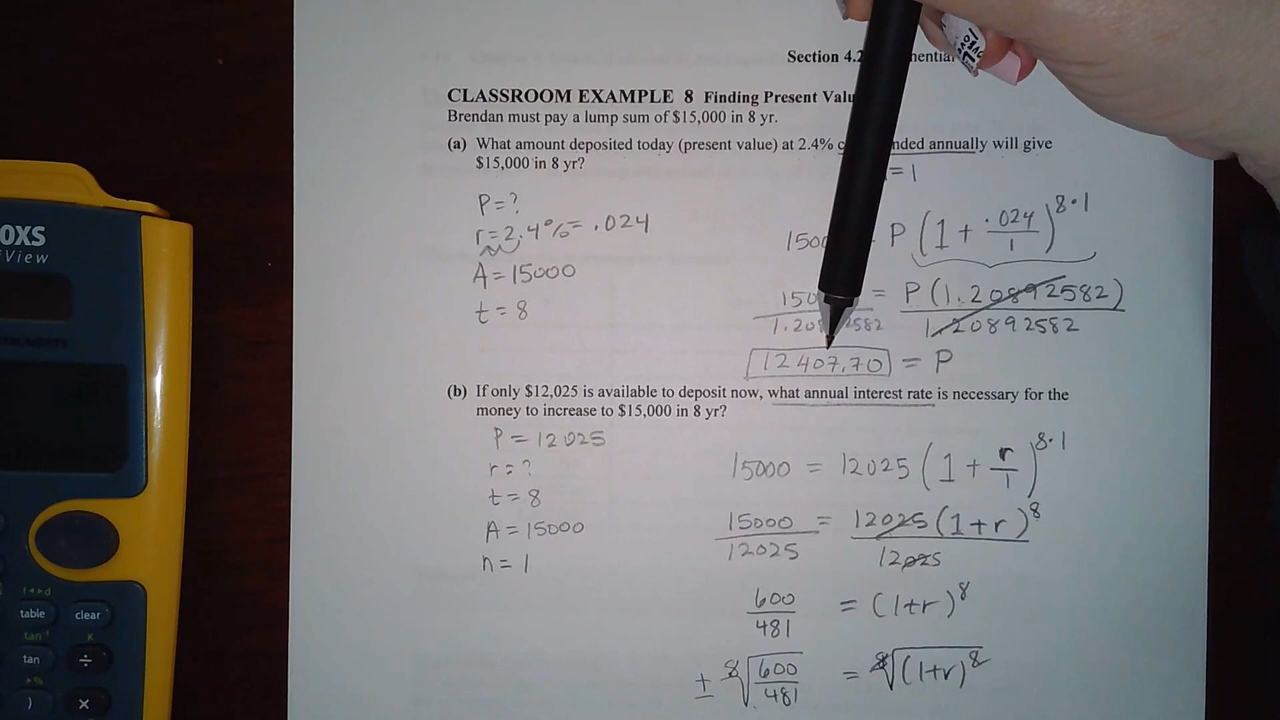 Section 4.2
CLASSROOM EXAMPLE 8 Finding Present
Brendan must pay a lump sum of $15,000 in 8 yr.
(a) What amount deposited today (present value) at 2.4% annually will give
$15,000 in 8 yr?
= 1
P = ?
r = 2.4% = .024
A = 15000
t = 8
P (1 + .024/1)^8·1
= P (1.20892582)
1.20892582
12407.70 = P
(b) If only $12,025 is available to deposit now, what annual interest rate is necessary for the
money to increase to $15,000 in 8 yr?
P = 12025
r = ?
t = 8
A = 15000
n = 1
15000 = 12025 (1 + r/1)^8·1
15000/12025 = 12025 (1+r)^8/12025
600/481 = (1+r)^8
± 8√600/481 = 8√(1+r)^8
OXS
View
table
clear
tan⁻¹
K
tan
÷
)
×